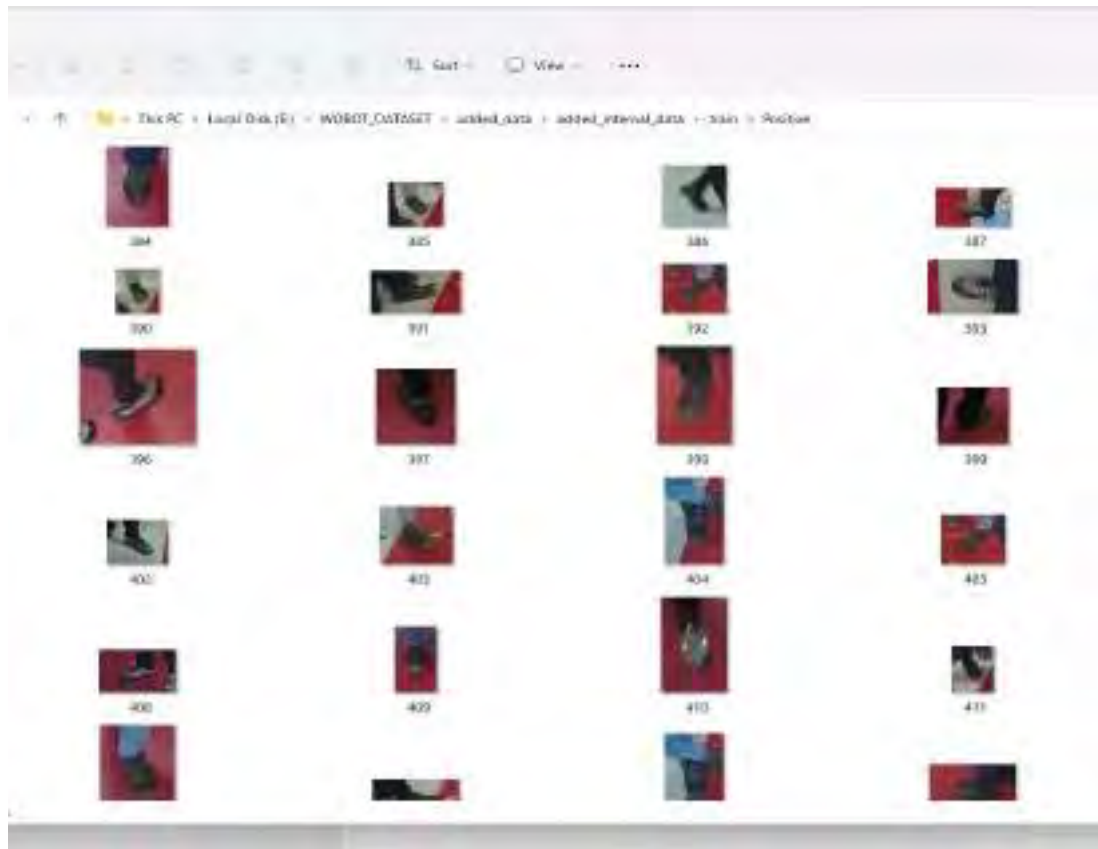 Sort View ...
This PC Local Disk (E:) WOBOT_DATASET added_data added_internal_data train Positive
384 385 386 387
390 391 392 393
396 397 398 399
402 403 404 405
408 409 410 411